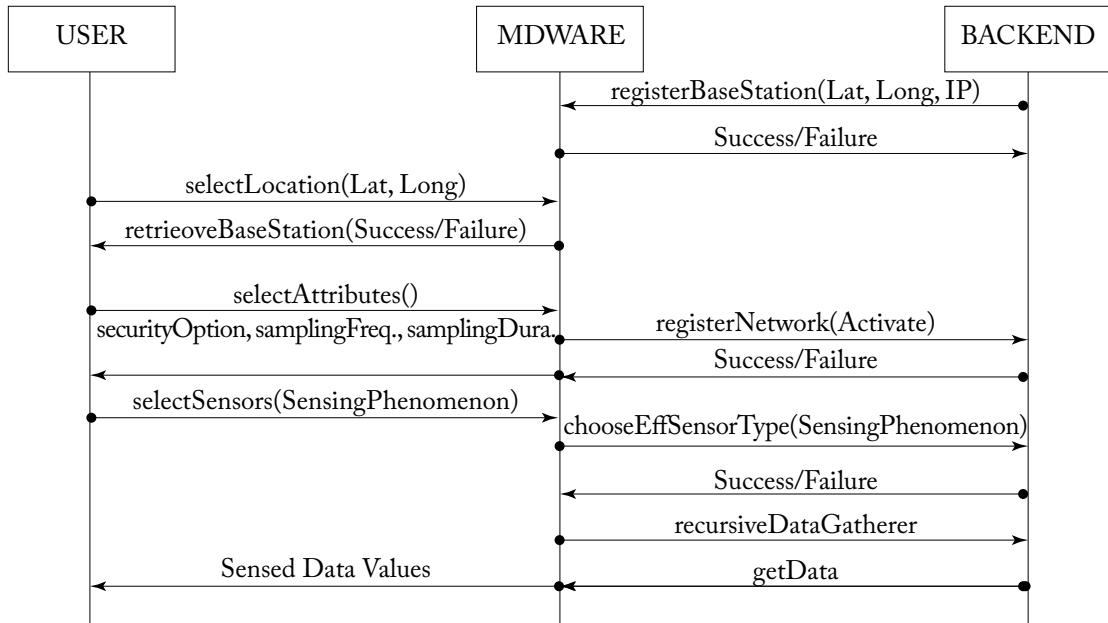 USER
MDWARE
BACKEND
registerBaseStation(Lat, Long, IP)
Success/Failure
selectLocation(Lat, Long)
retrieoveBaseStation(Success/Failure)
selectAttributes()
securityOption, samplingFreq., samplingDura.
registerNetwork(Activate)
Success/Failure
selectSensors(SensingPhenomenon)
chooseEffSensorType(SensingPhenomenon)
Success/Failure
recursiveDataGatherer
Sensed Data Values
getData